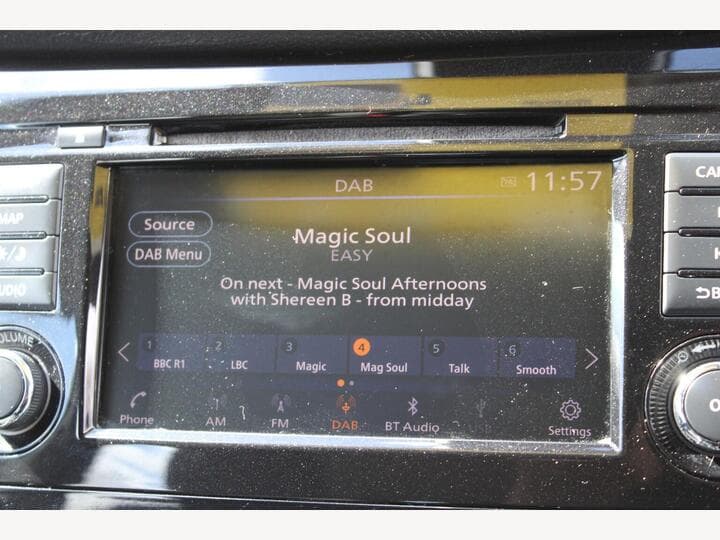 DAB
TA
11:57
Source
DAB Menu
Magic Soul
EASY
On next - Magic Soul Afternoons
with Shereen B - from midday
1 2 3 4 5 6
BBC R1 LBC Magic Mag Soul Talk Smooth
Phone AM FM DAB BT Audio Settings
MAP
VOLUME